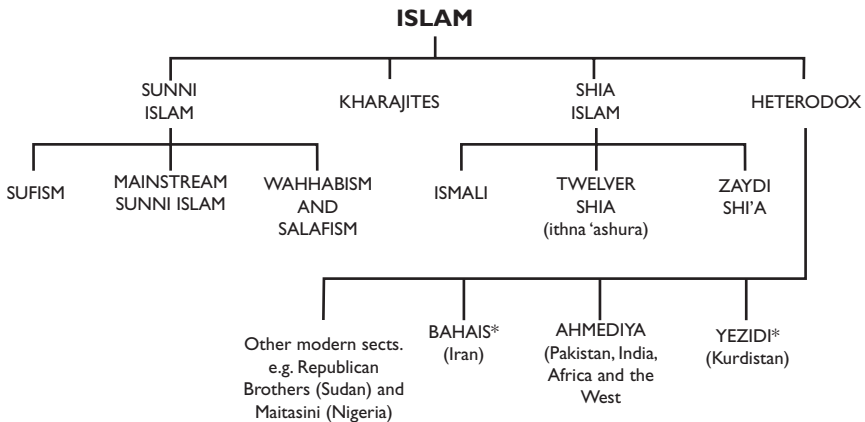 ISLAM
SUNNI
ISLAM
KHARAJITES
SHIA
ISLAM
HETERODOX
SUFISM
MAINSTREAM
SUNNI ISLAM
WAHHABISM
AND
SALAFISM
ISMALI
TWELVER
SHIA
(ithna ‘ashura)
ZAYDI
SHI’A
Other modern sects.
e.g. Republican
Brothers (Sudan) and
Maitasini (Nigeria)
BAHAIS*
(Iran)
AHMEDIYA
(Pakistan, India,
Africa and the
West
YEZIDI*
(Kurdistan)